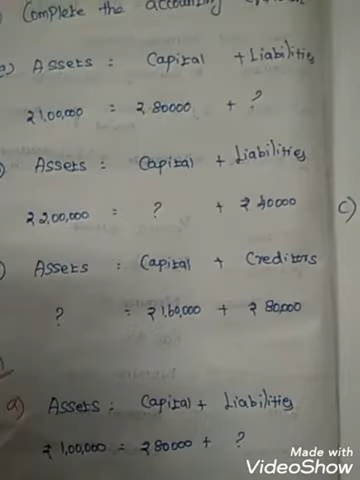 Complete the accounting
a) Assets = Capital + Liabilities
₹1,00,000 = ₹80000 + ?
) Assets = Capital + Liabilities
₹2,00,000 = ? + ₹40000
c)
) Assets = Capital + Creditors
? = ₹1,60,000 + ₹80,000
a) Assets = Capital + Liabilities
₹1,00,000 = ₹80000 + ?
Made with
VideoShow